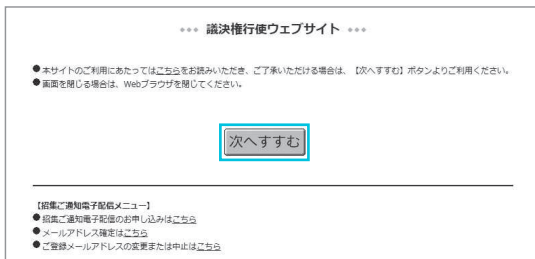 ●●● 議決権行使ウェブサイト ●●●
●本サイトのご利用にあたってはこちらをお読みいただき、ご了承いただける場合は、【次へすすむ】ボタンよりご利用ください。
●画面を閉じる場合は、Webブラウザを閉じてください。
次へすすむ
【招集ご通知電子配信メニュー】
●招集ご通知電子配信のお申し込みはこちら
●メールアドレス確定はこちら
●ご登録メールアドレスの変更または中止はこちら